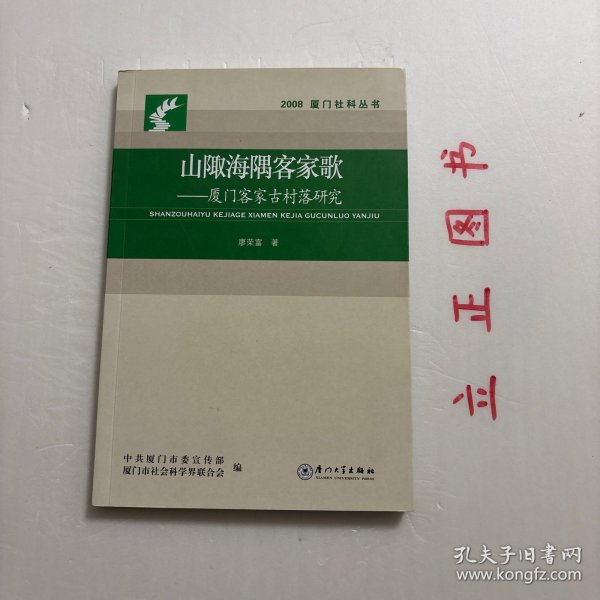 2008 厦门社科丛书
山陬海隅客家歌
——厦门客家古村落研究
SHANZOUHAIYU KEJIAGE XIAMEN KEJIA GUCUNLUO YANJIU
廖荣富 著
中共厦门市委宣传部
厦门市社会科学界联合会 编
厦门大学出版社
XIAMEN UNIVERSITY PRESS
立正图书
孔夫子旧书网
www.kongfz.com